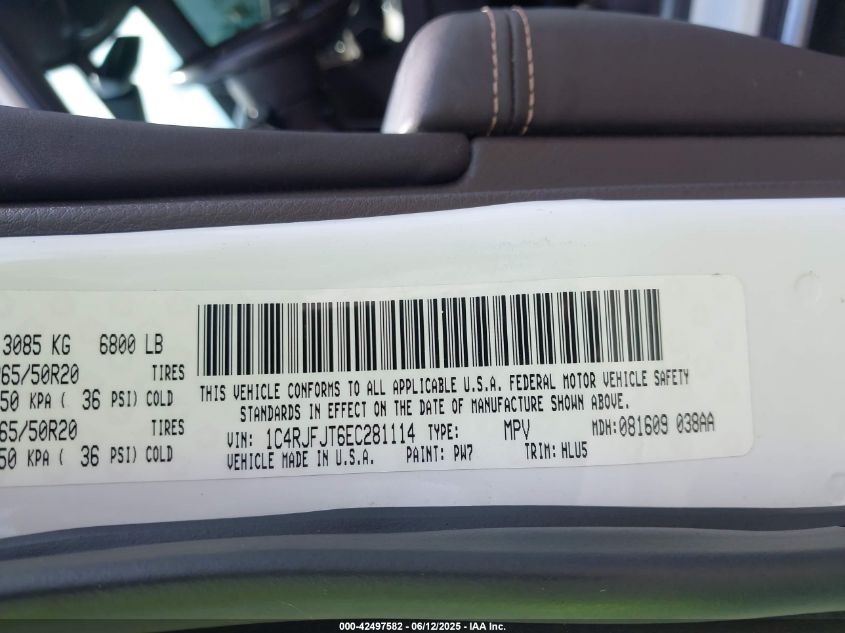 3085 KG 6800 LB
65/50R20 TIRES
50 KPA ( 36 PSI) COLD
65/50R20 TIRES
50 KPA ( 36 PSI) COLD
THIS VEHICLE CONFORMS TO ALL APPLICABLE U.S.A. FEDERAL MOTOR VEHICLE SAFETY
STANDARDS IN EFFECT ON THE DATE OF MANUFACTURE SHOWN ABOVE.
VIN: 1C4RJFJT6EC281114 TYPE: MPV MDH:081609 038AA
VEHICLE MADE IN U.S.A. PAINT: PW7 TRIM: HLU5
000-42497582 - 06/12/2025 - IAA Inc.